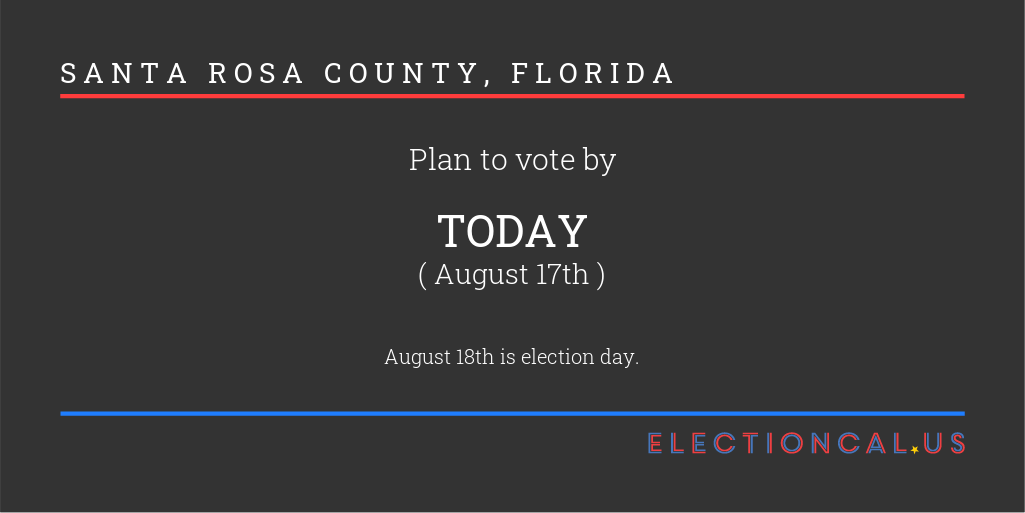 SANTA ROSA COUNTY, FLORIDA
Plan to vote by
TODAY
( August 17th )
August 18th is election day.
ELECTIONCAL.US